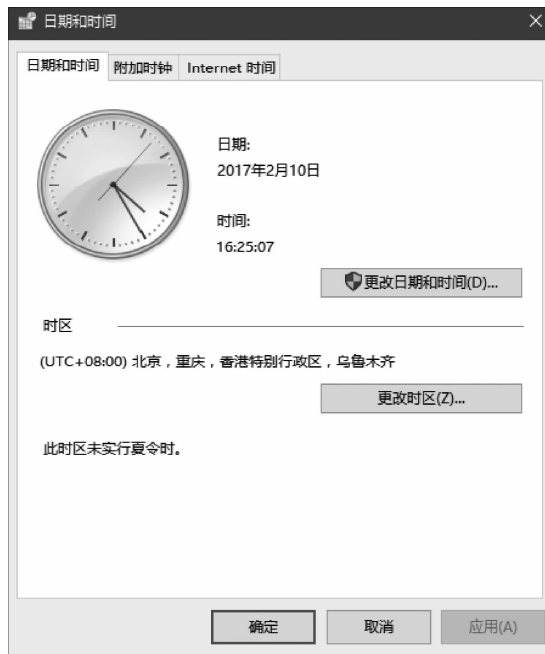 日期和时间
日期和时间 附加时钟 Internet 时间
日期:
2017年2月10日
时间:
16:25:07
更改日期和时间(D)...
时区
(UTC+08:00) 北京，重庆，香港特别行政区，乌鲁木齐
更改时区(Z)...
此时区未实行夏令时。
确定 取消 应用(A)